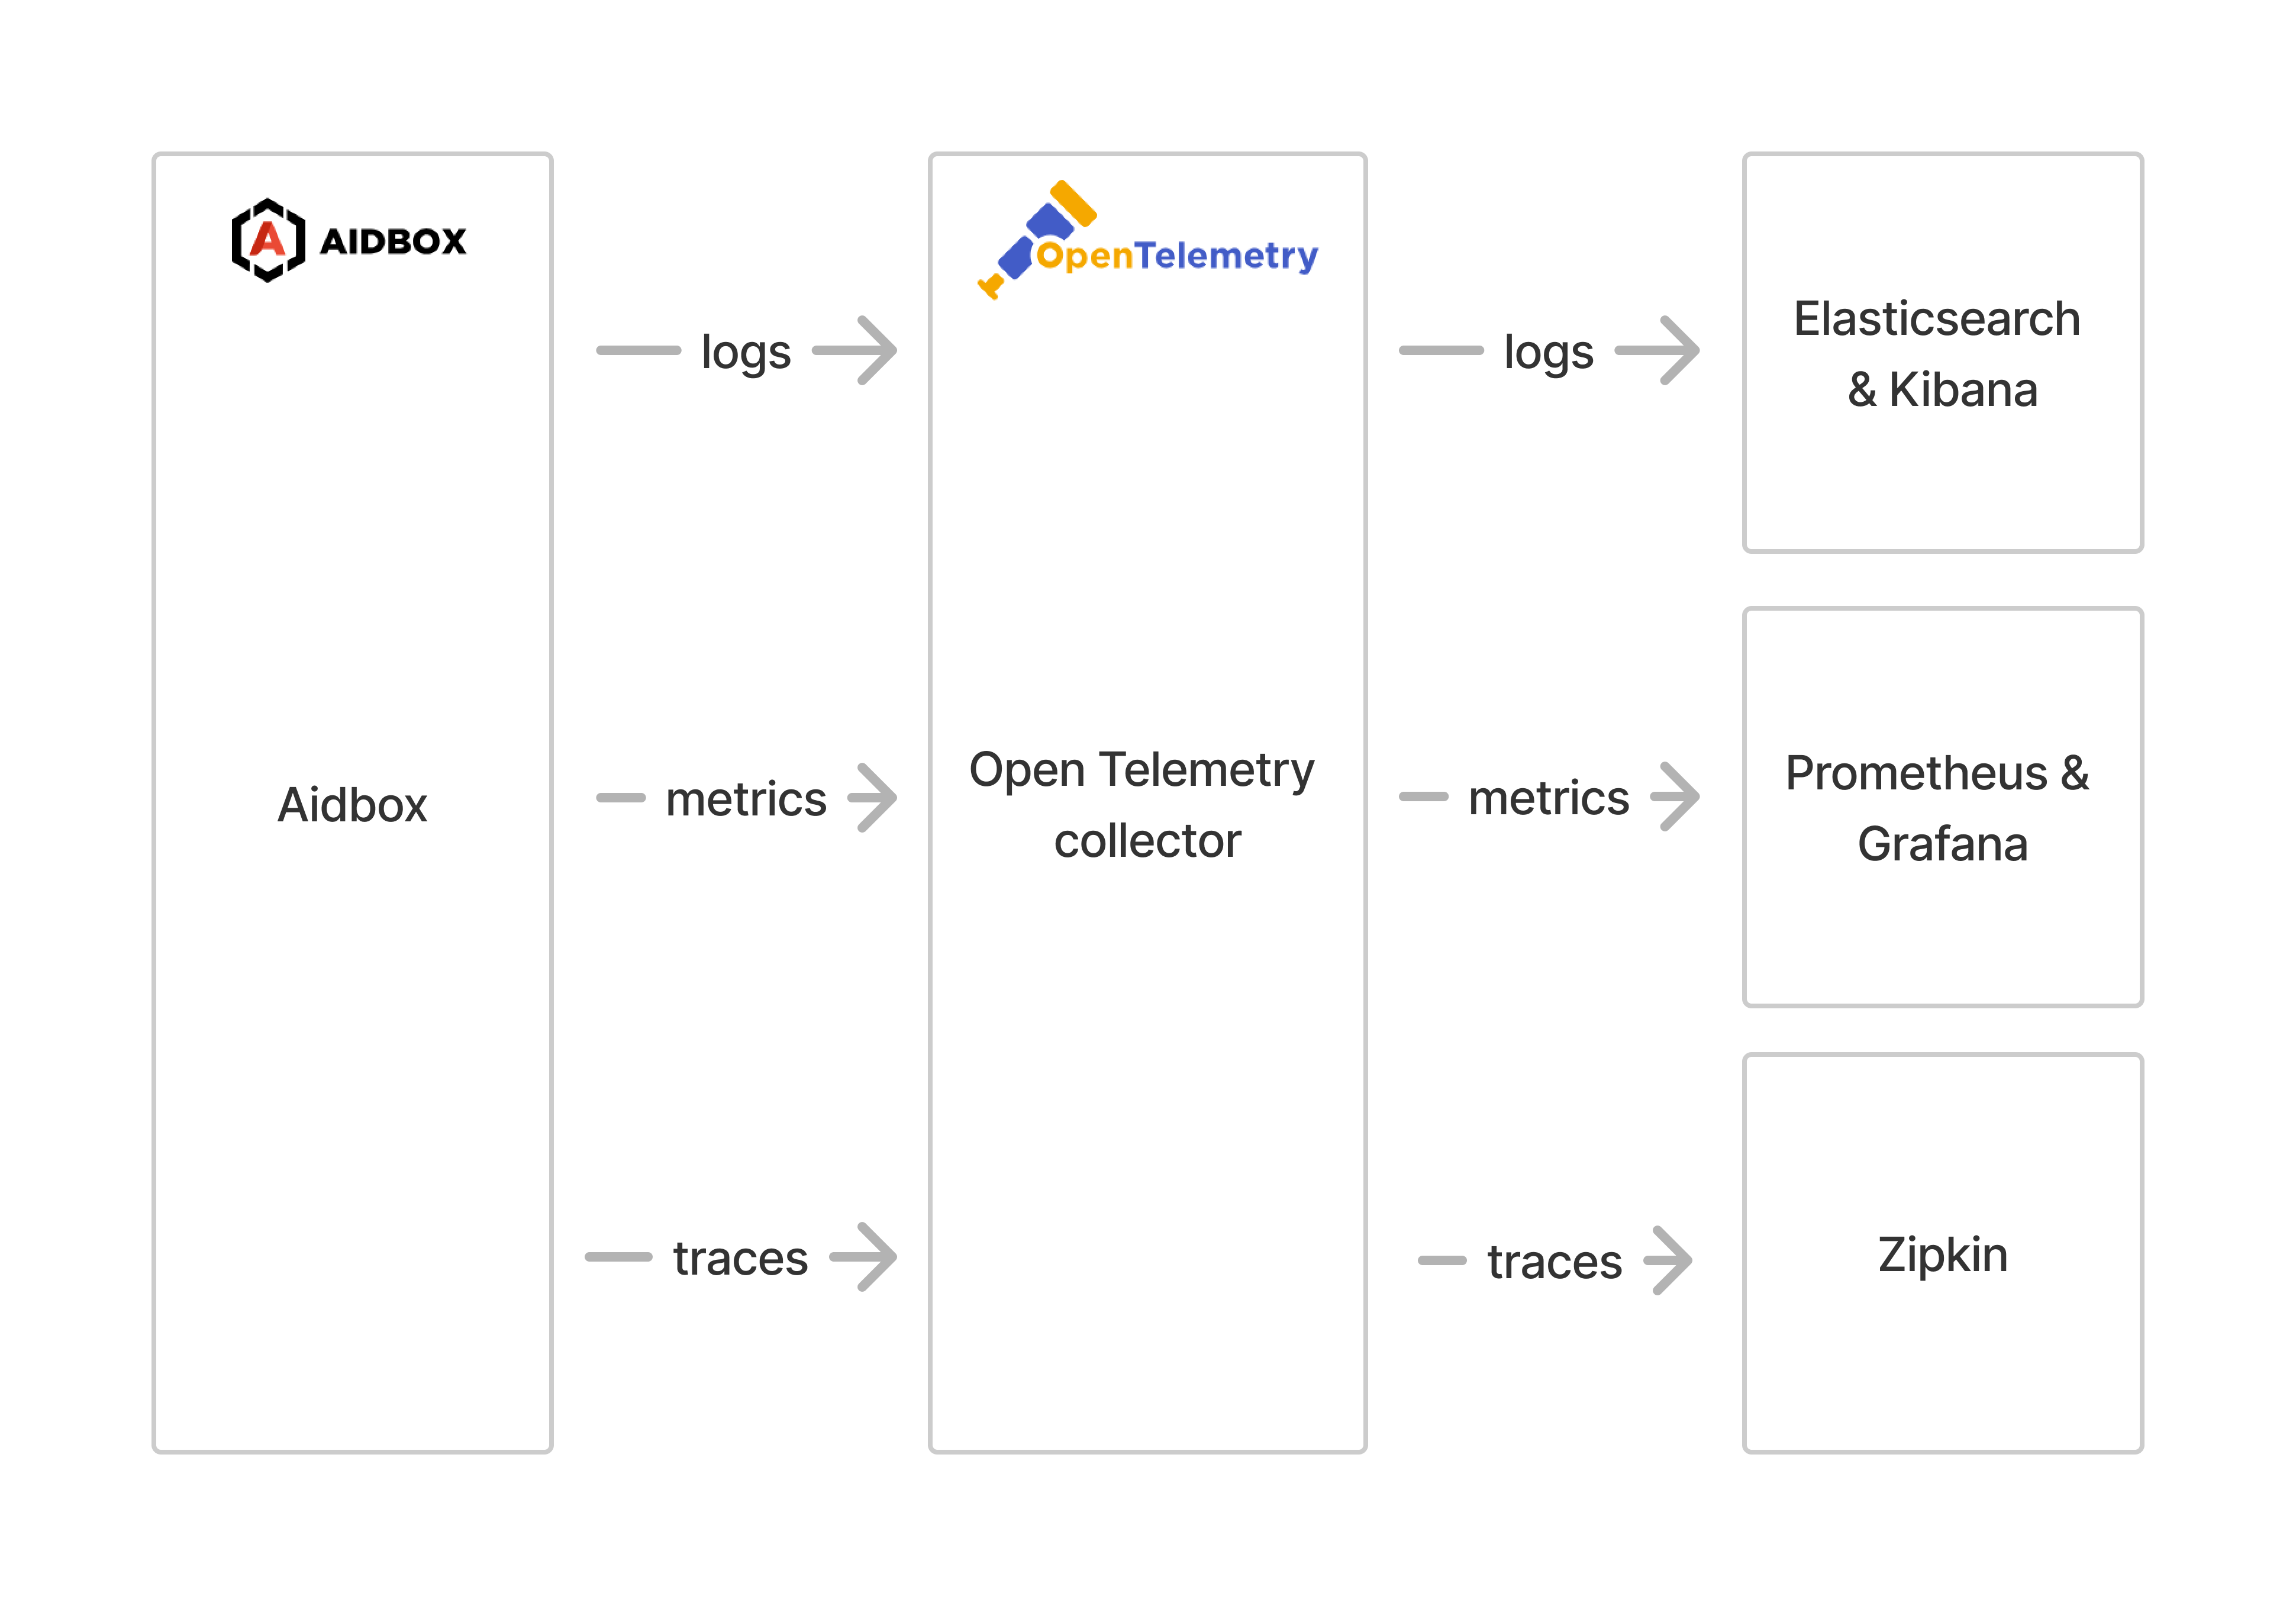 AIDBOX
OpenTelemetry
logs
logs
Elasticsearch
& Kibana
Aidbox
metrics
Open Telemetry
collector
metrics
Prometheus &
Grafana
traces
traces
Zipkin